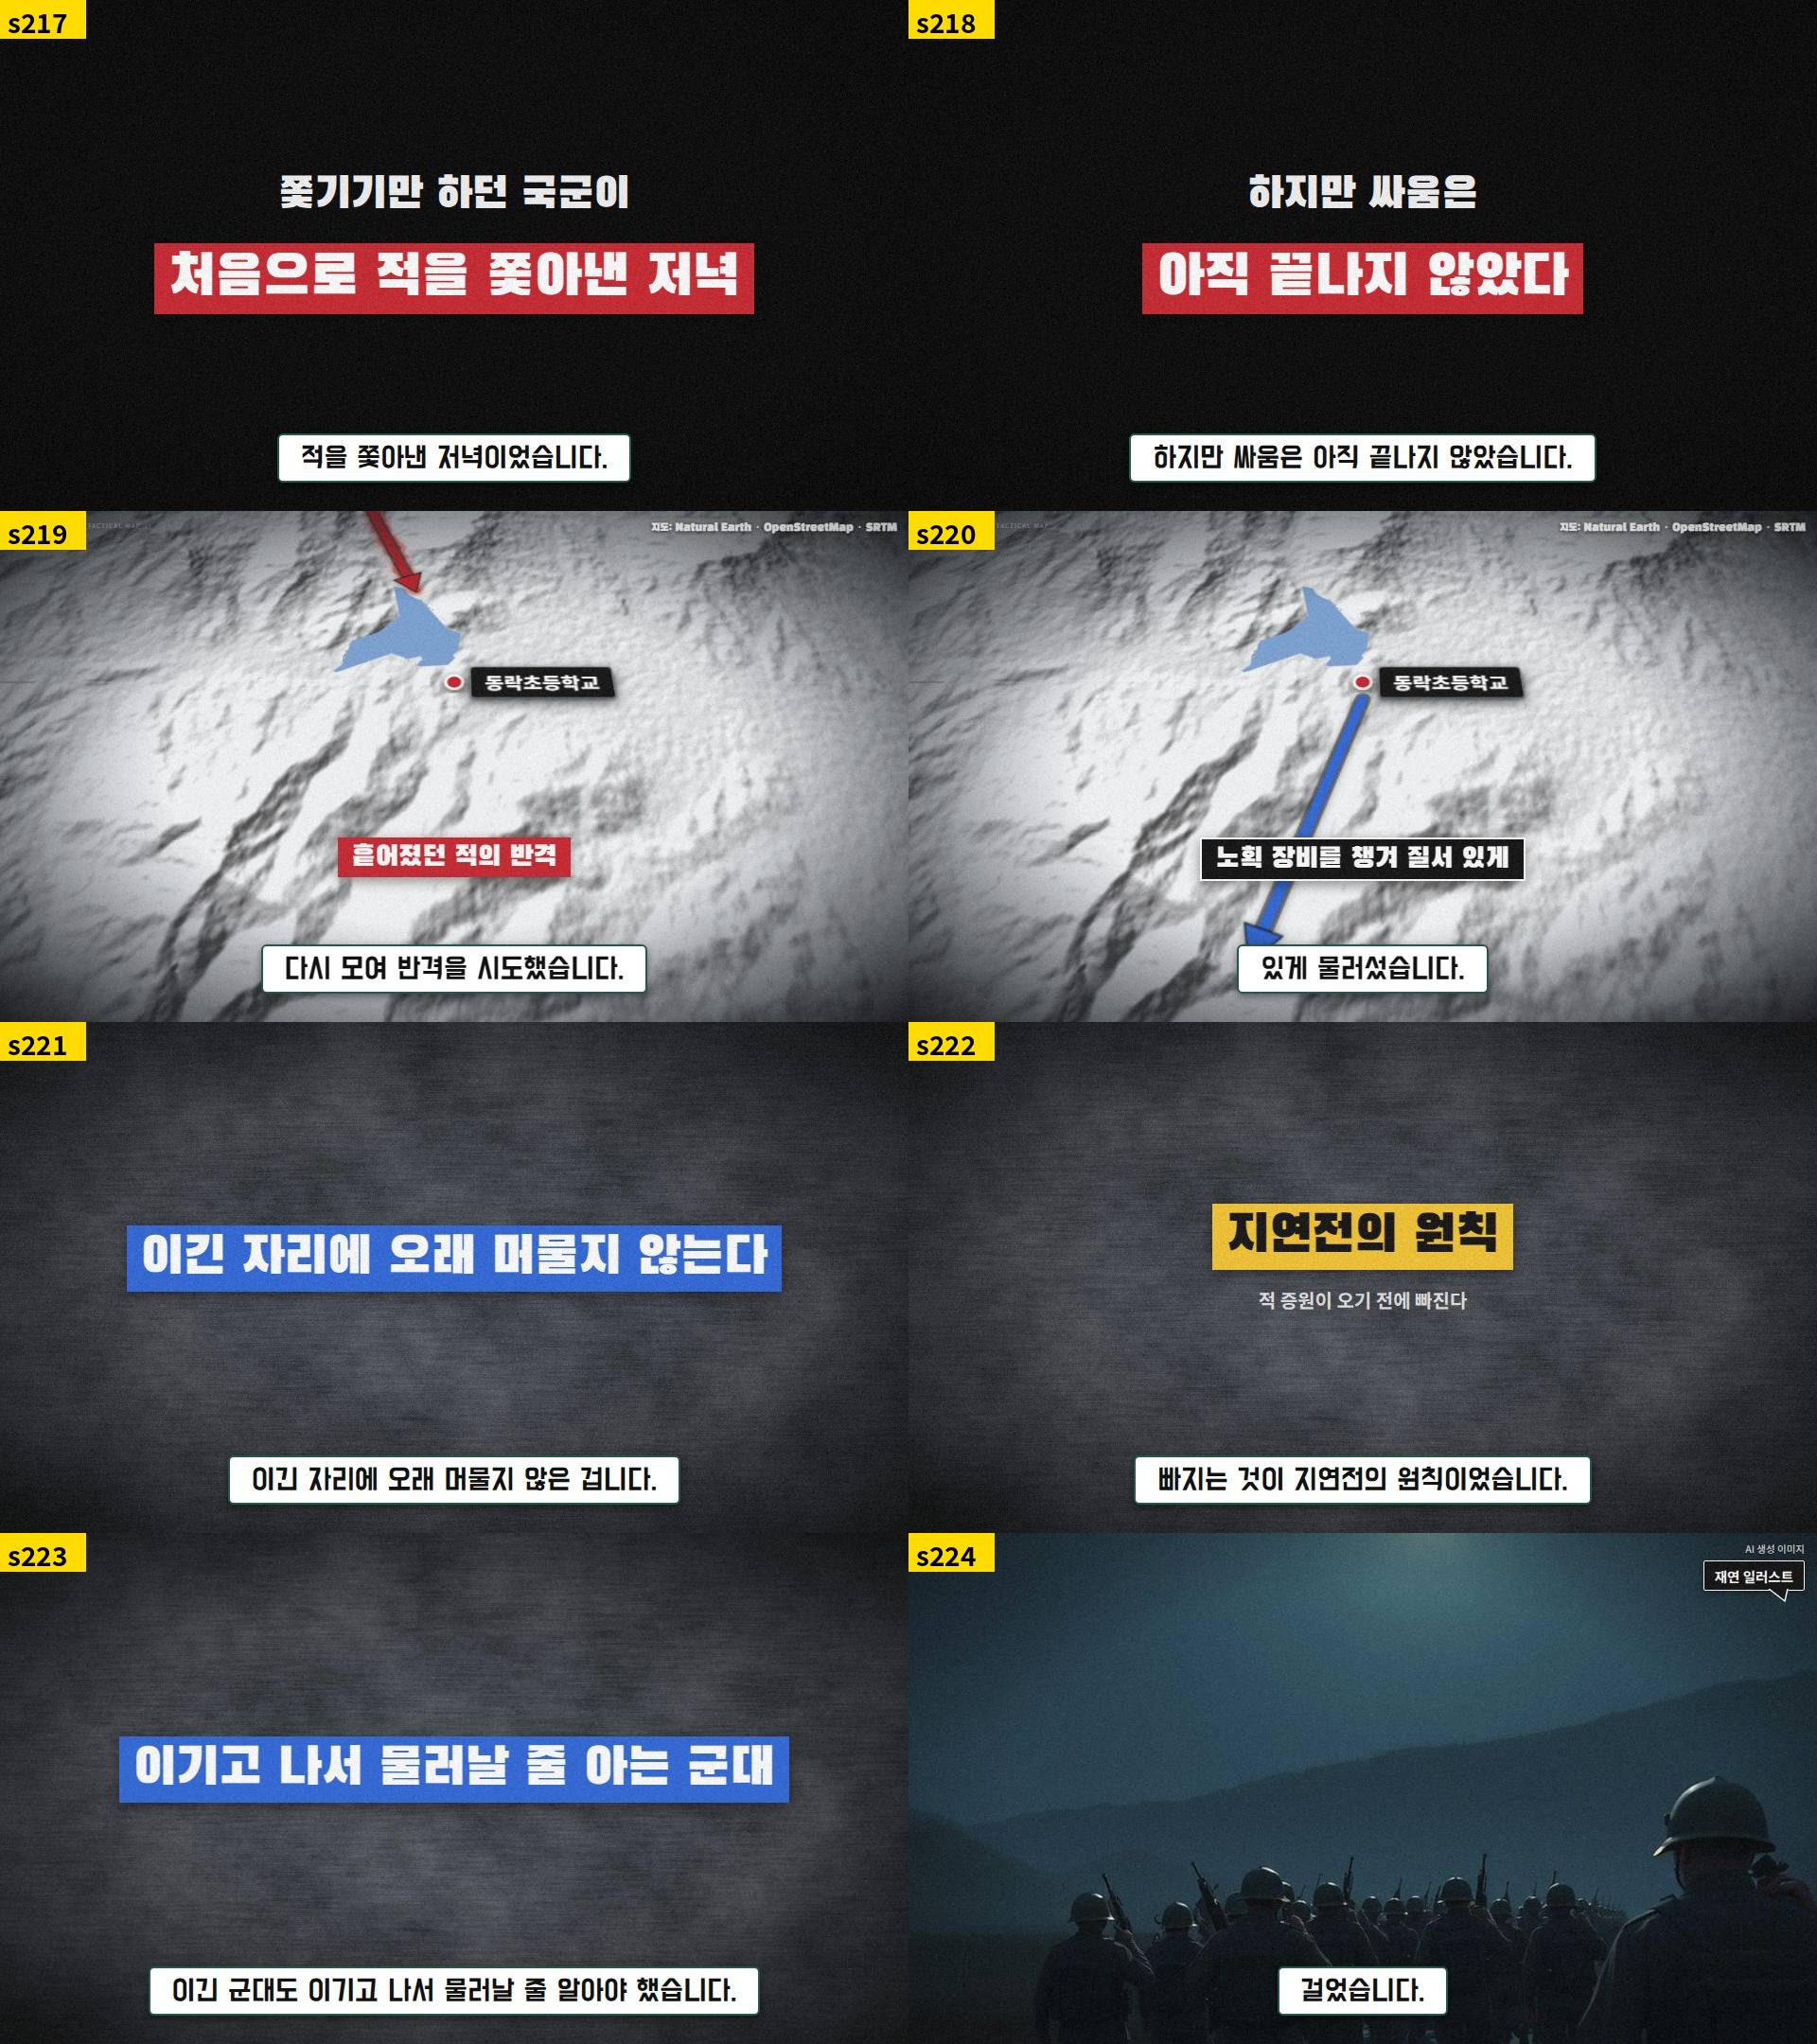 s217
쫓기기만 하던 국군이
처음으로 적을 쫓아낸 저녁
적을 쫓아낸 저녁이었습니다.
s218
하지만 싸움은
아직 끝나지 않았다
하지만 싸움은 아직 끝나지 않았습니다.
s219
TACTICAL MAP
지도: Natural Earth · OpenStreetMap · SRTM
동락초등학교
흩어졌던 적의 반격
다시 모여 반격을 시도했습니다.
s220
TACTICAL MAP
지도: Natural Earth · OpenStreetMap · SRTM
동락초등학교
노획 장비를 챙겨 질서 있게
있게 물러섰습니다.
s221
이긴 자리에 오래 머물지 않는다
이긴 자리에 오래 머물지 않은 겁니다.
s222
지연전의 원칙
적 증원이 오기 전에 빠진다
빠지는 것이 지연전의 원칙이었습니다.
s223
이기고 나서 물러날 줄 아는 군대
이긴 군대도 이기고 나서 물러날 줄 알아야 했습니다.
s224
AI 생성 이미지
재연 일러스트
걸었습니다.